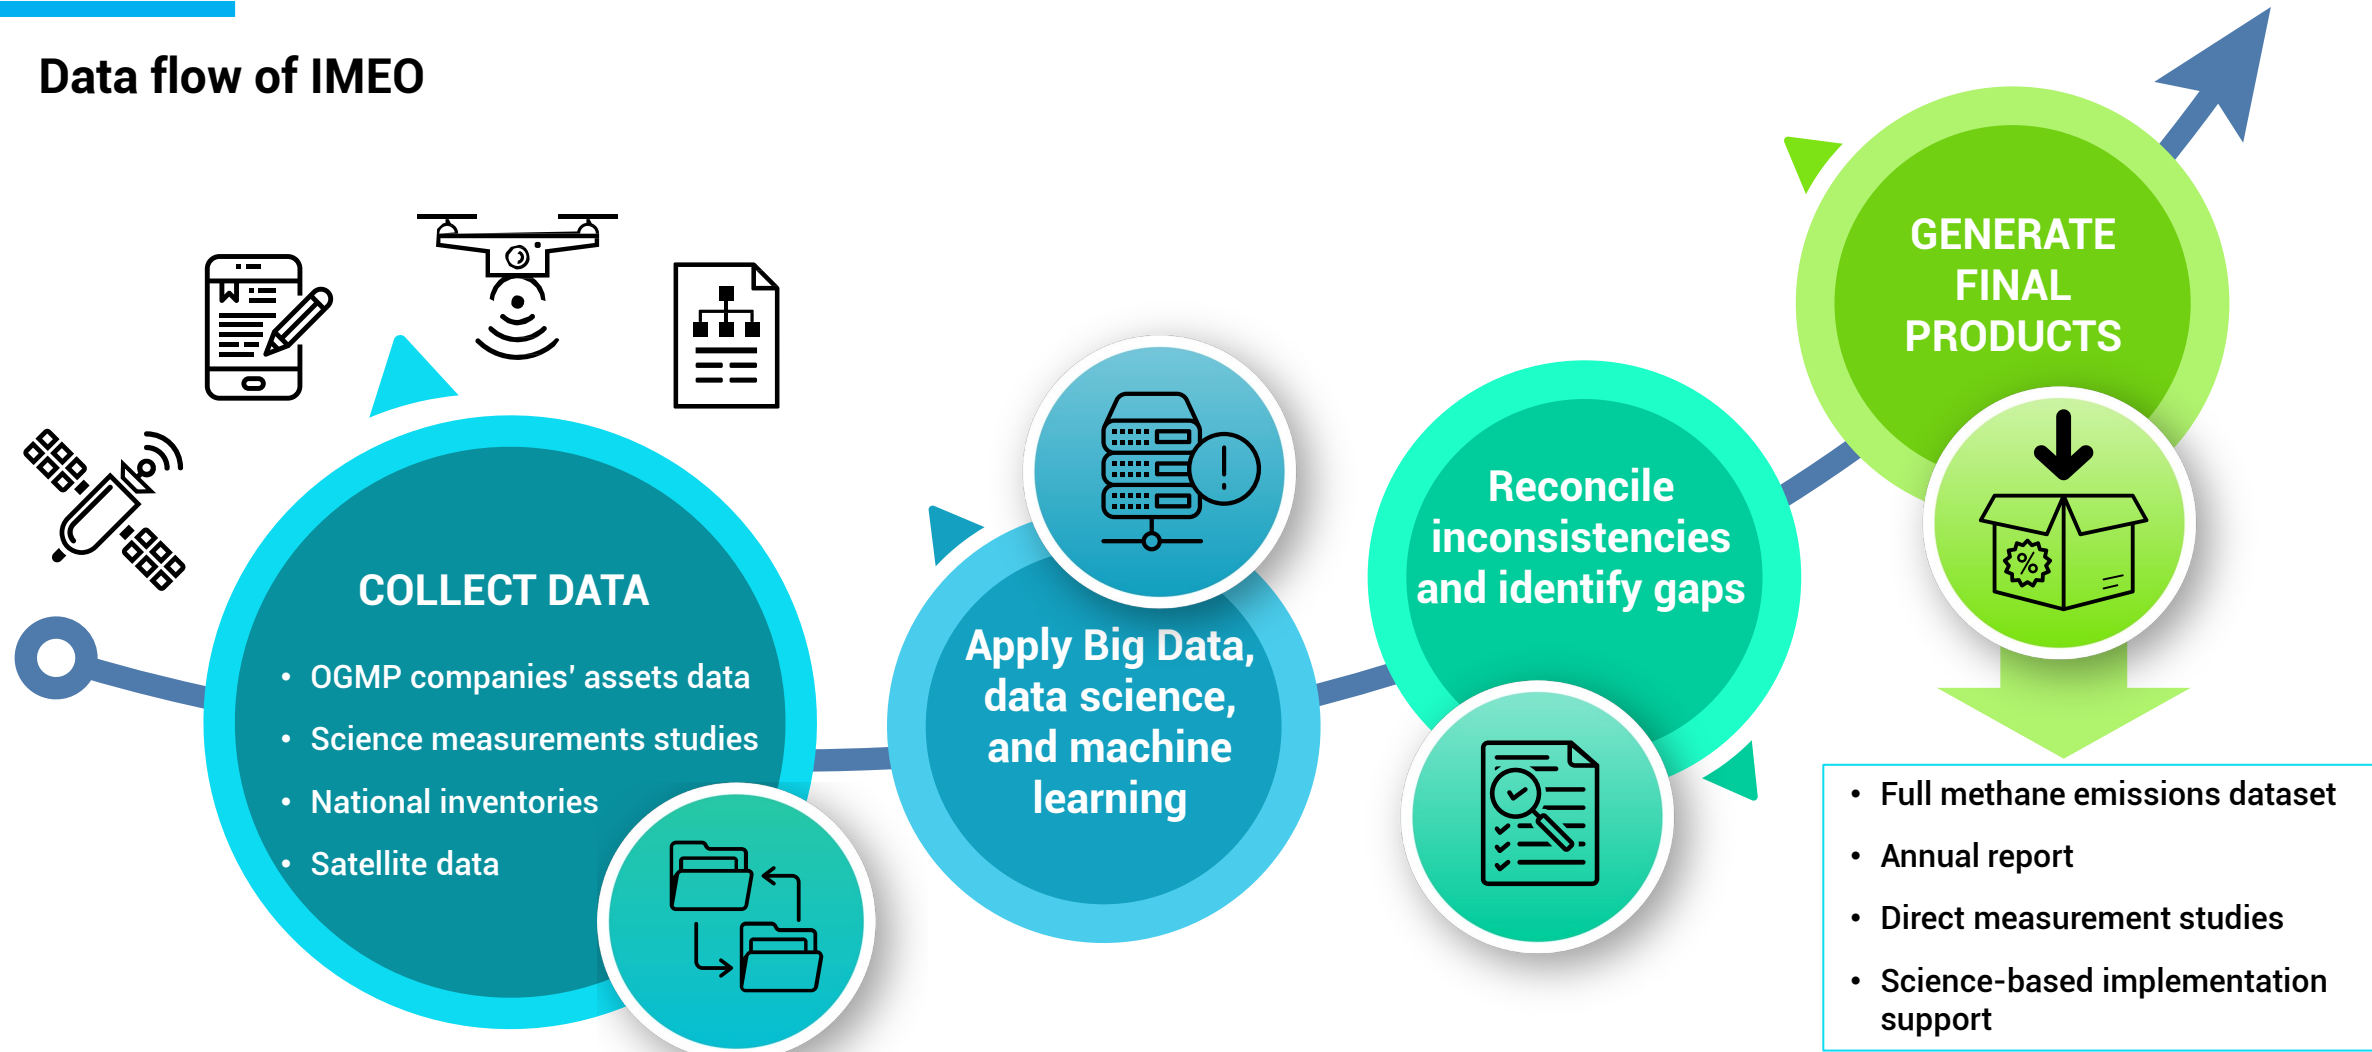 Data flow of IMEO
COLLECT DATA
• OGMP companies' assets data
• Science measurements studies
• National inventories
• Satellite data
Apply Big Data,
data science,
and machine
learning
Reconcile
inconsistencies
and identify gaps
GENERATE
FINAL
PRODUCTS
%
• Full methane emissions dataset
• Annual report
• Direct measurement studies
• Science-based implementation
support